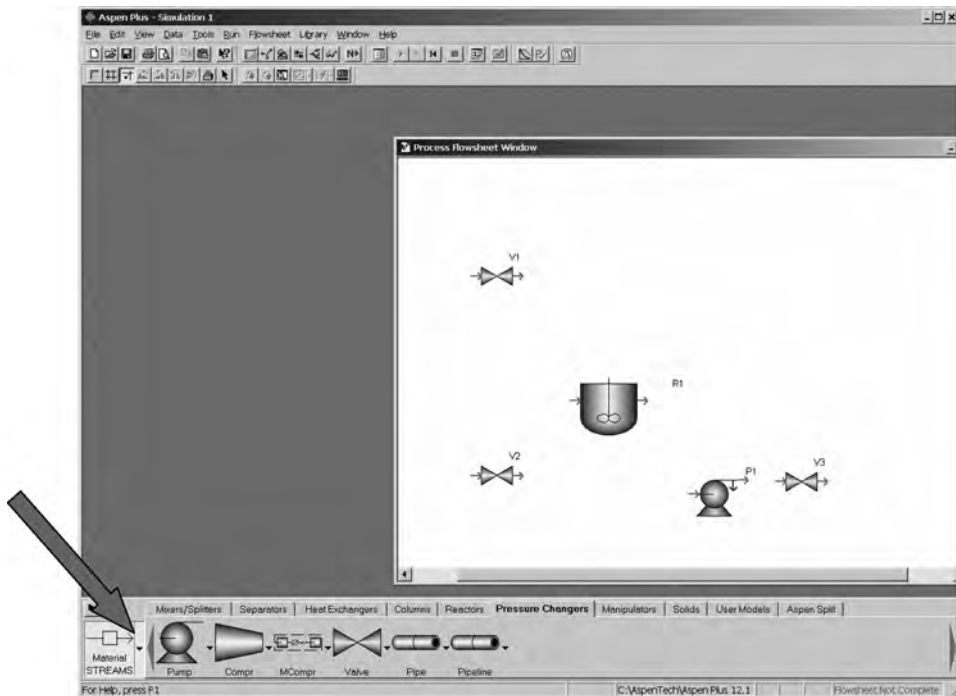 Aspen Plus - Simulation 1
File Edit View Data Tools Run Flowsheet Library Window Help
N>
Process Flowsheet Window
V1
R1
V2
P1
V3
Mixers/Splitters | Separators | Heat Exchangers | Columns | Reactors | Pressure Changers | Manipulators | Solids | User Models | Aspen Split |
Material
STREAMS Pump Compr MCompr Valve Pipe Pipeline
For Help, press F1 C:\AspenTech\Aspen Plus 12.1 Flowsheet Not Complete